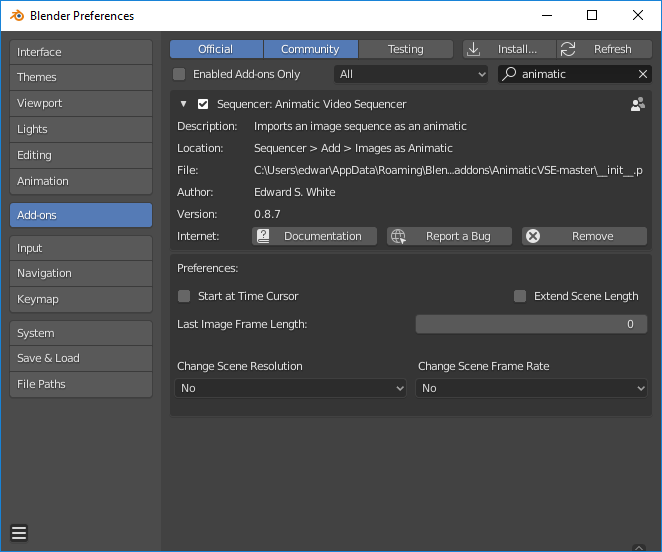 Blender Preferences
Interface
Themes
Viewport
Lights
Editing
Animation
Add-ons
Input
Navigation
Keymap
System
Save & Load
File Paths
Official Community Testing Install... Refresh
Enabled Add-ons Only All animatic
Sequencer: Animatic Video Sequencer
Description: Imports an image sequence as an animatic
Location: Sequencer > Add > Images as Animatic
File: C:\Users\edwar\AppData\Roaming\Blen...addons\AnimaticVSE-master\__init__.p
Author: Edward S. White
Version: 0.8.7
Internet: Documentation Report a Bug Remove
Preferences:
Start at Time Cursor Extend Scene Length
Last Image Frame Length: 0
Change Scene Resolution Change Scene Frame Rate
No No